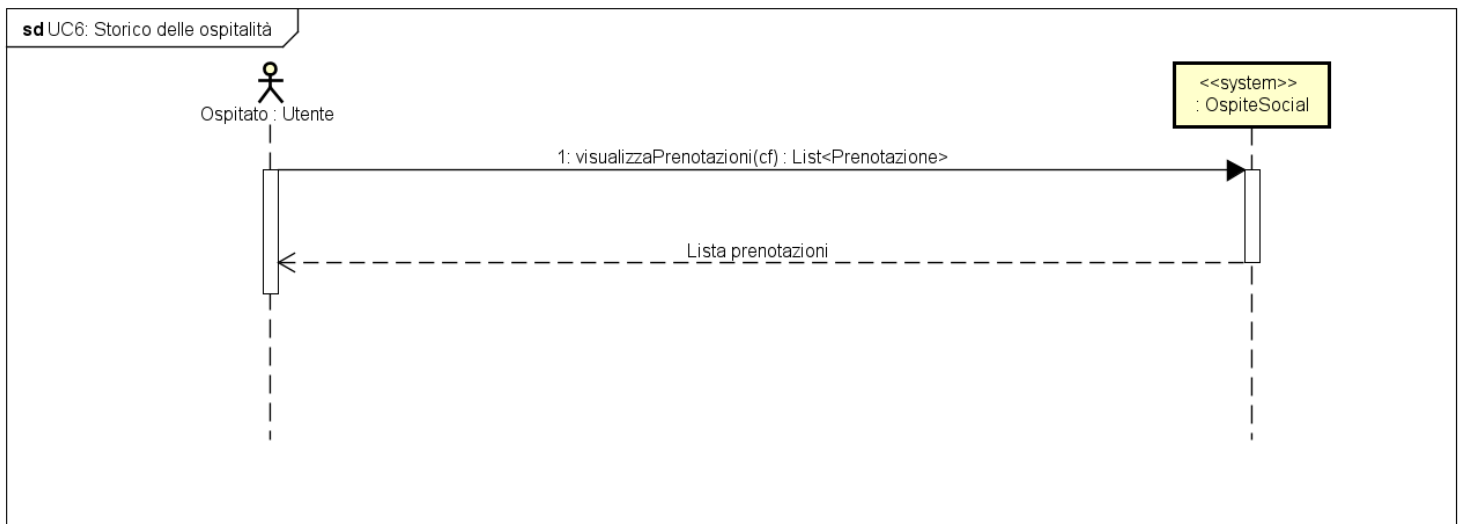 sd UC6: Storico delle ospitalità
Ospitato : Utente
<<system>>
: OspiteSocial
1: visualizzaPrenotazioni(cf) : List<Prenotazione>
Lista prenotazioni